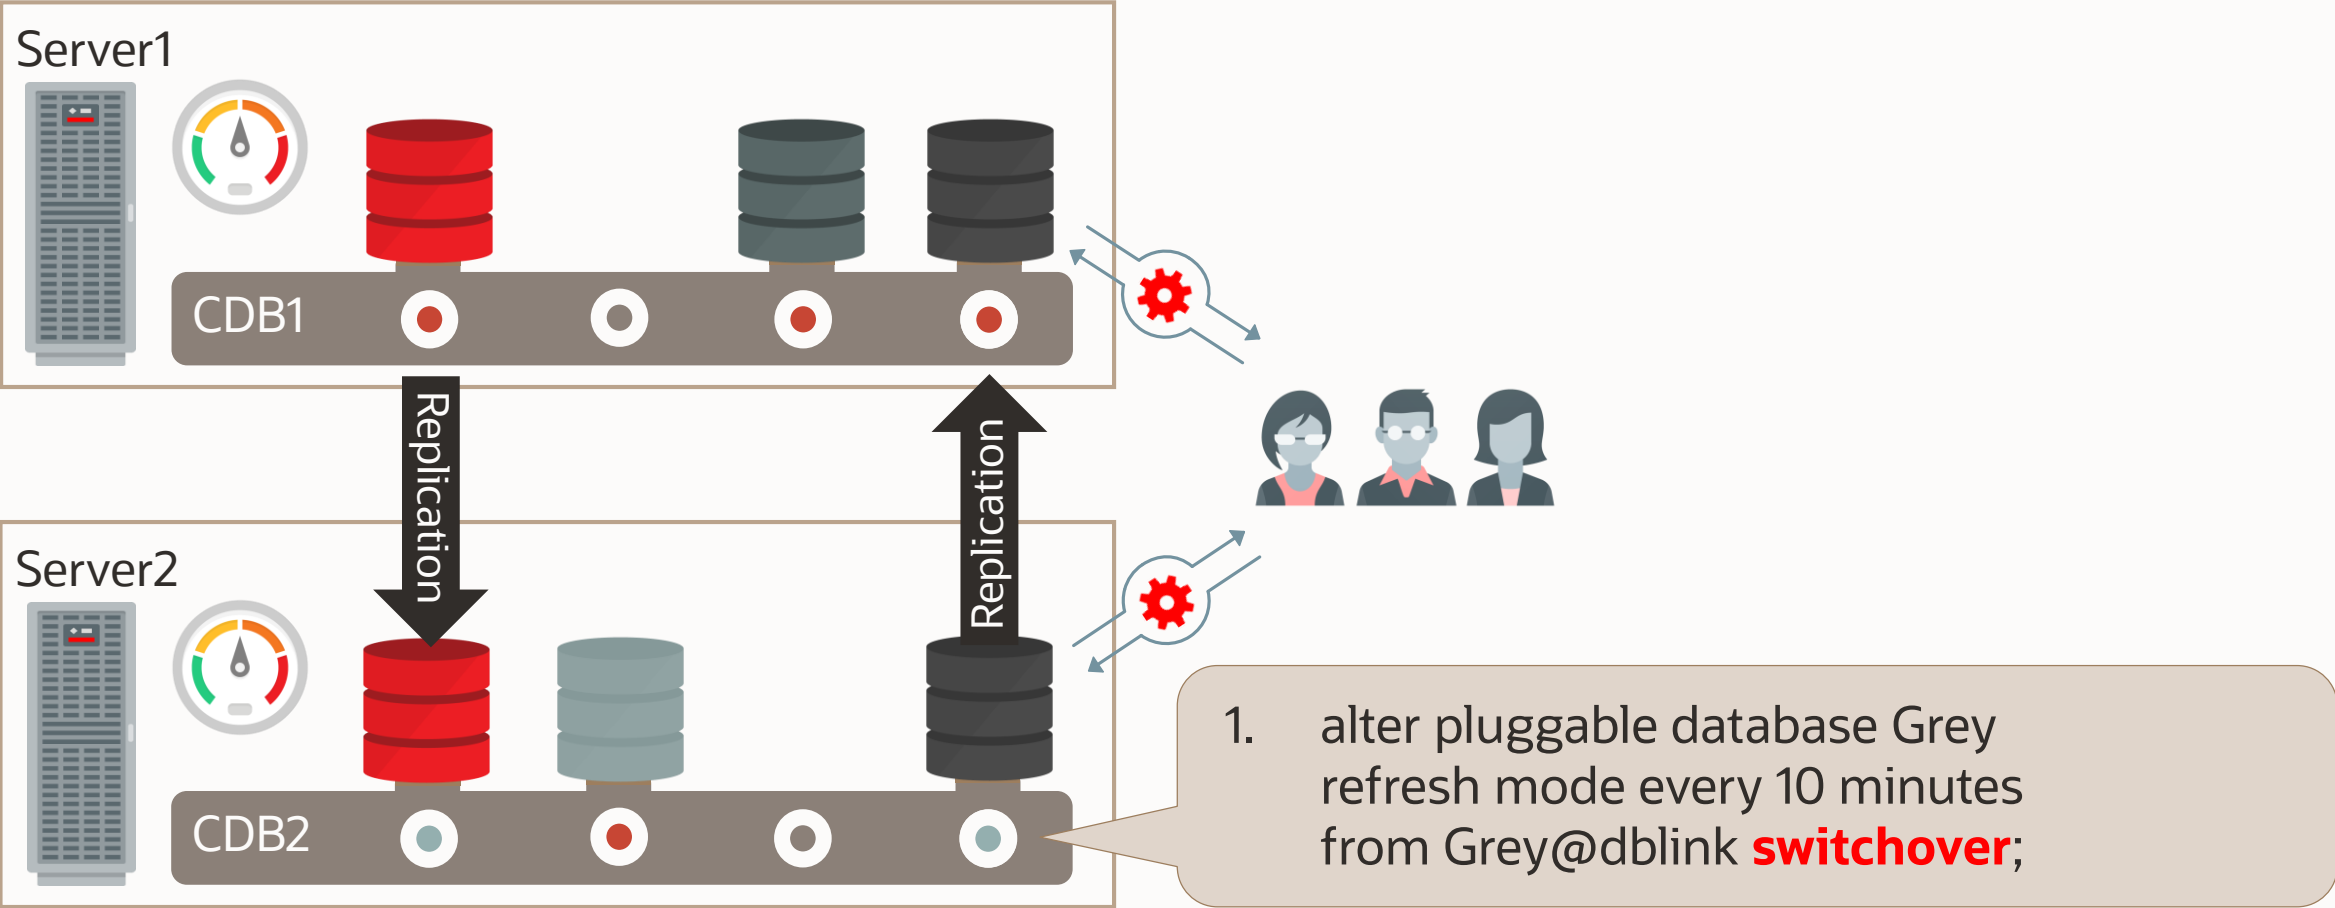 Server1
CDB1
Replication
Replication
Server2
CDB2
1. alter pluggable database Grey
refresh mode every 10 minutes
from Grey@dblink switchover;